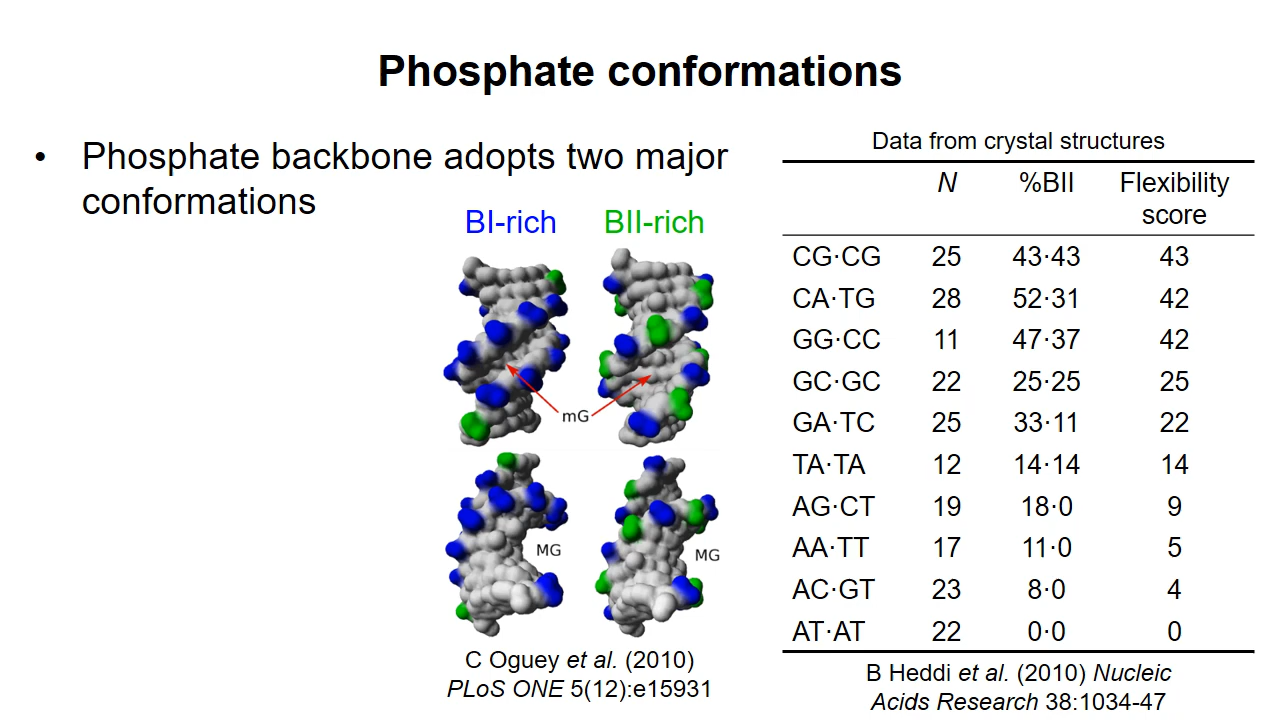 Phosphate conformations
• Phosphate backbone adopts two major
conformations
BI-rich BII-rich
mG
MG MG
C Oguey et al. (2010)
PLoS ONE 5(12):e15931
Data from crystal structures
N %BII Flexibility
score
CG·CG 25 43·43 43
CA·TG 28 52·31 42
GG·CC 11 47·37 42
GC·GC 22 25·25 25
GA·TC 25 33·11 22
TA·TA 12 14·14 14
AG·CT 19 18·0 9
AA·TT 17 11·0 5
AC·GT 23 8·0 4
AT·AT 22 0·0 0
B Heddi et al. (2010) Nucleic
Acids Research 38:1034-47